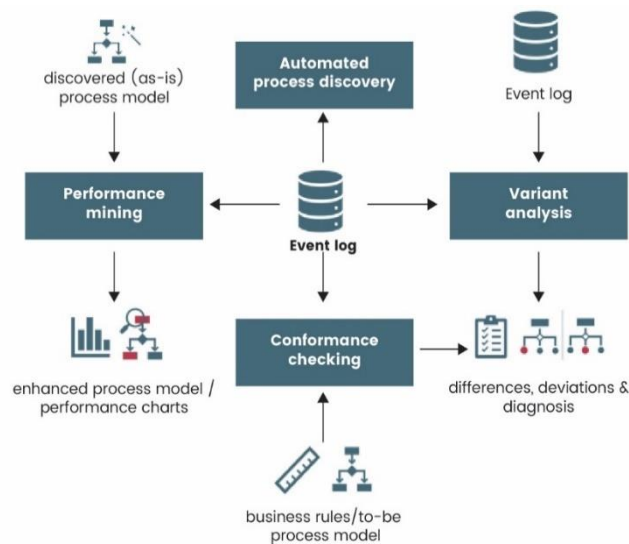 discovered (as-is)
process model
Automated
process discovery
Event log
Performance
mining
Event log
Variant
analysis
Conformance
checking
enhanced process model /
performance charts
differences, deviations &
diagnosis
business rules/to-be
process model